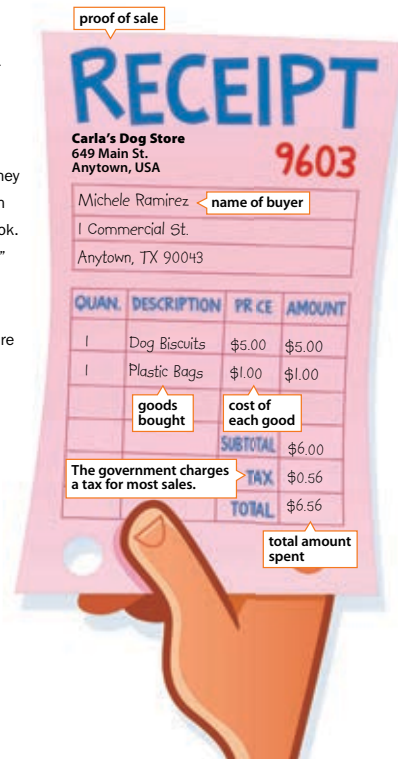 proof of sale
RECEIPT
Carla's Dog Store
649 Main St.
Anytown, USA
9603
Michele Ramirez
name of buyer
1 Commercial St.
Anytown, TX 90043
QUAN. DESCRIPTION PRICE AMOUNT
1 Dog Biscuits $5.00 $5.00
1 Plastic Bags $1.00 $1.00
goods
bought
cost of
each good
SUBTOTAL $6.00
The government charges
a tax for most sales.
TAX $0.56
TOTAL $6.56
total amount
spent
ok.
”